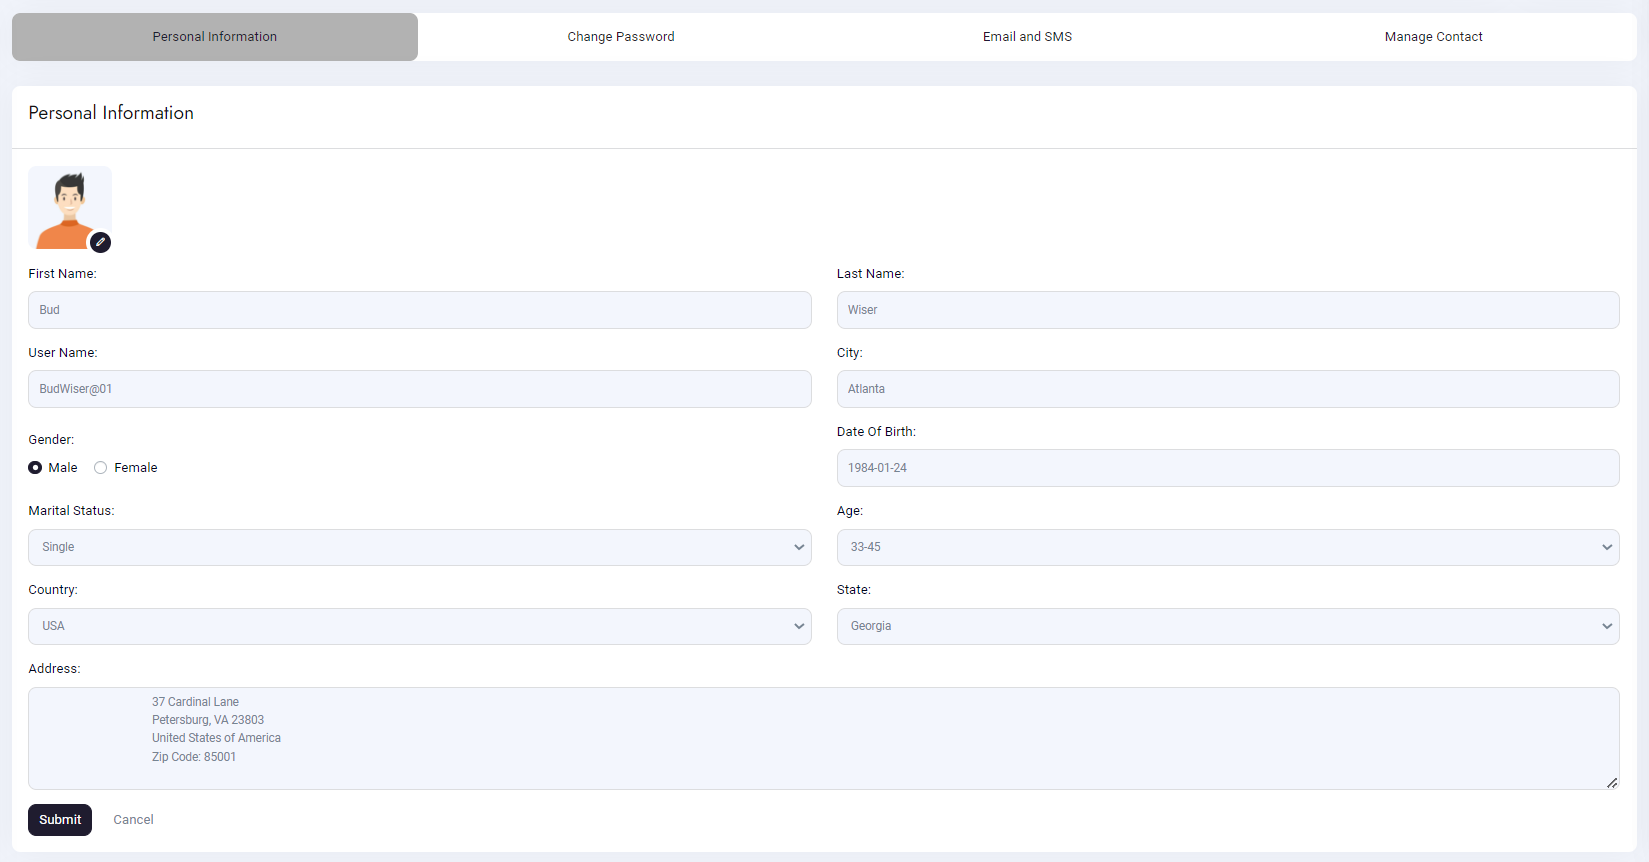 Personal Information
Change Password
Email and SMS
Manage Contact
Personal Information
First Name:
Last Name:
Bud
Wiser
User Name:
City:
BudWiser@01
Atlanta
Gender:
Date Of Birth:
Male
Female
1984-01-24
Marital Status:
Age:
Single
33-45
Country:
State:
USA
Georgia
Address:
37 Cardinal Lane
Petersburg, VA 23803
United States of America
Zip Code: 85001
Submit
Cancel